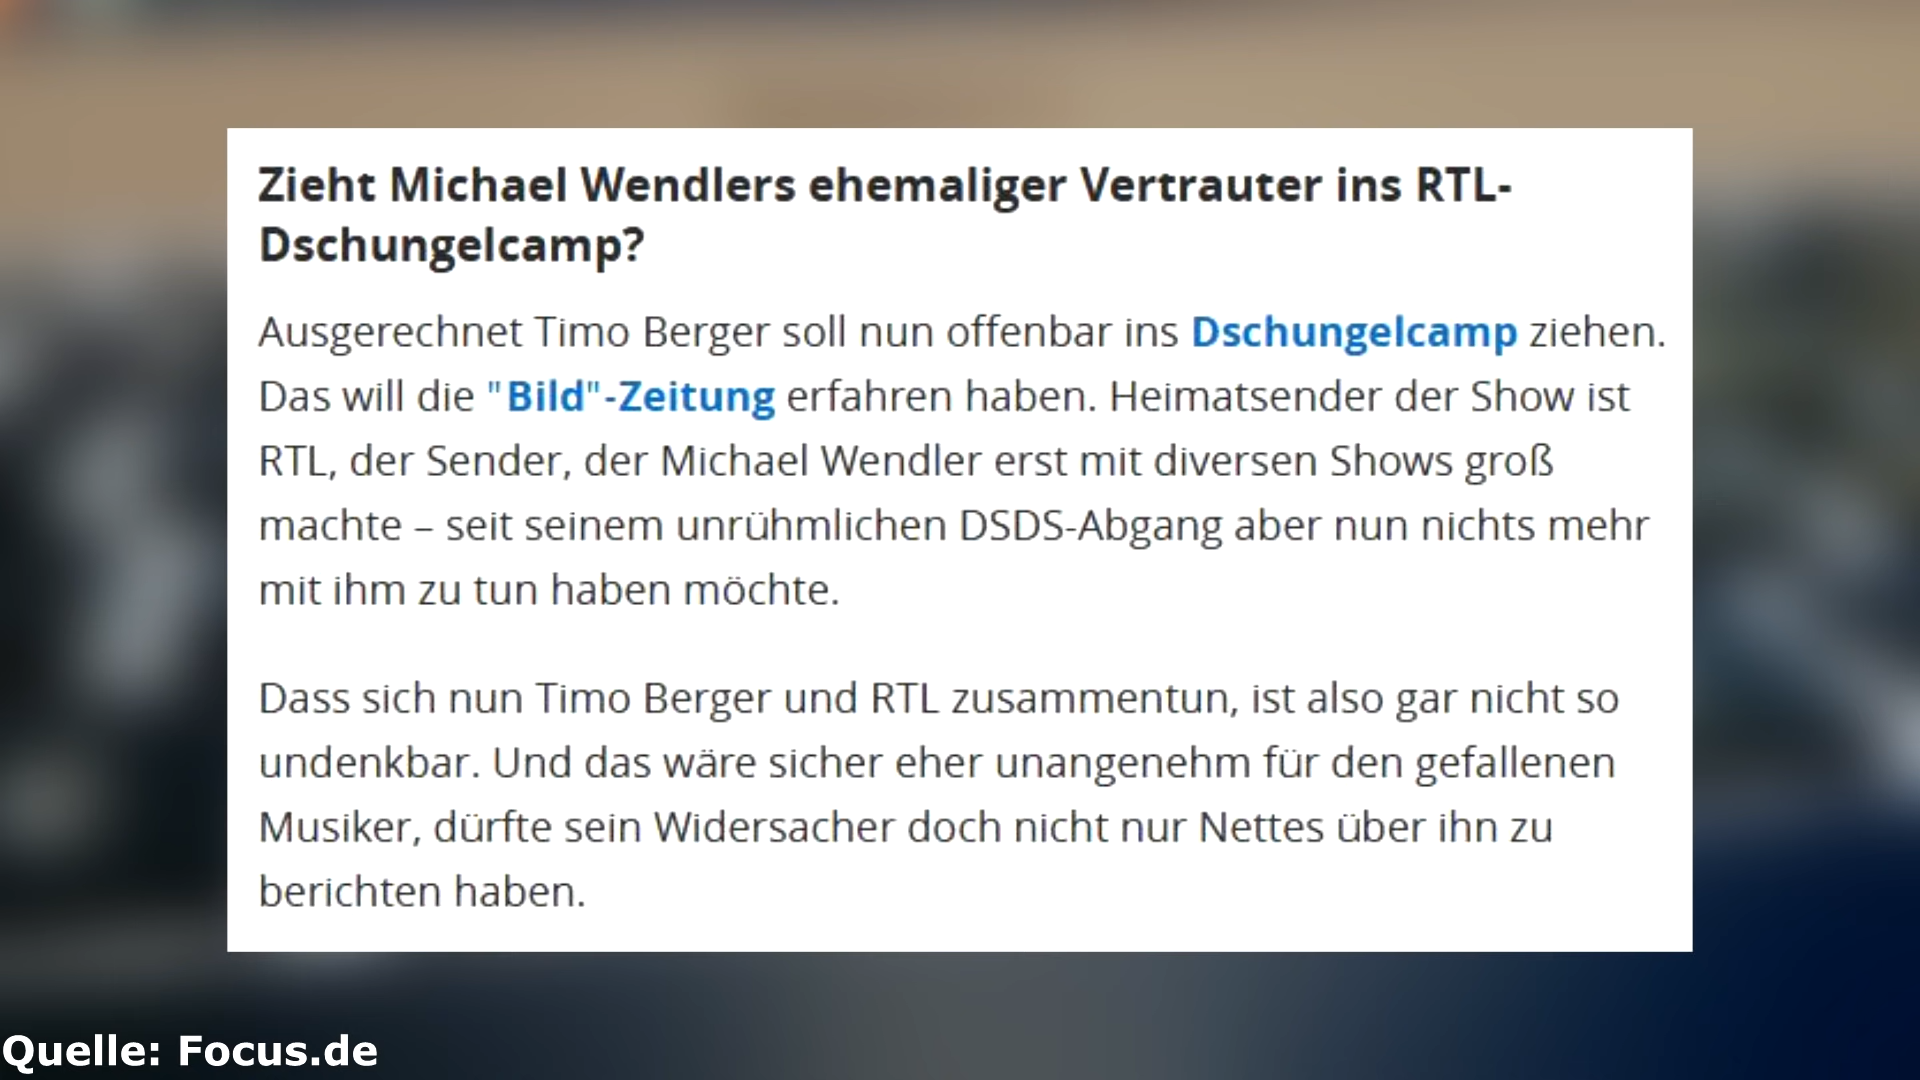 Zieht Michael Wendlers ehemaliger Vertrauter ins RTL-
Dschungelcamp?
Ausgerechnet Timo Berger soll nun offenbar ins Dschungelcamp ziehen.
Das will die "Bild"-Zeitung erfahren haben. Heimatsender der Show ist
RTL, der Sender, der Michael Wendler erst mit diversen Shows groß
machte – seit seinem unrühmlichen DSDS-Abgang aber nun nichts mehr
mit ihm zu tun haben möchte.
Dass sich nun Timo Berger und RTL zusammentun, ist also gar nicht so
undenkbar. Und das wäre sicher eher unangenehm für den gefallenen
Musiker, dürfte sein Widersacher doch nicht nur Nettes über ihn zu
berichten haben.
Quelle: Focus.de